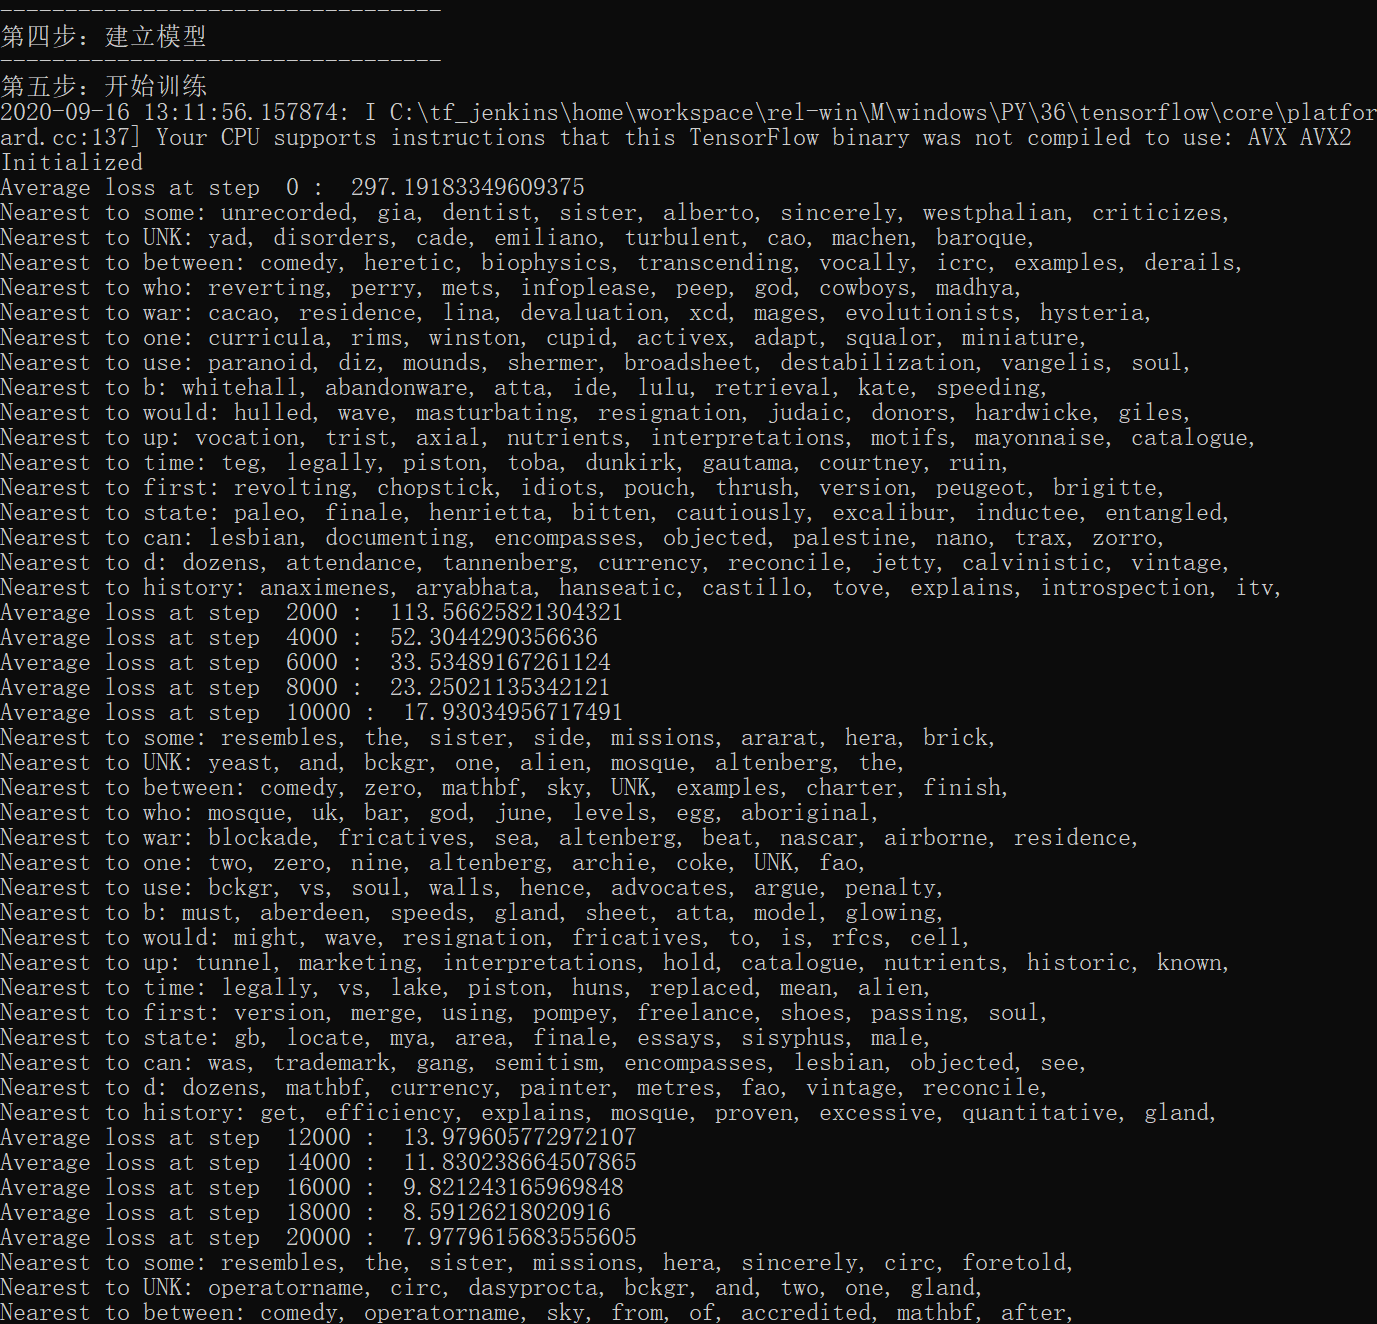 ----------------------------------
第四步：建立模型
----------------------------------
第五步：开始训练
2020-09-16 13:11:56.157874: I C:\tf_jenkins\home\workspace\rel-win\M\windows\PY\36\tensorflow\core\platfor
ard.cc:137] Your CPU supports instructions that this TensorFlow binary was not compiled to use: AVX AVX2
Initialized
Average loss at step  0 :  297.19183349609375
Nearest to some: unrecorded, gia, dentist, sister, alberto, sincerely, westphalian, criticizes,
Nearest to UNK: yad, disorders, cade, emiliano, turbulent, cao, machen, baroque,
Nearest to between: comedy, heretic, biophysics, transcending, vocally, icrc, examples, derails,
Nearest to who: reverting, perry, mets, infoplease, peep, god, cowboys, madhya,
Nearest to war: cacao, residence, lina, devaluation, xcd, mages, evolutionists, hysteria,
Nearest to one: curricula, rims, winston, cupid, activex, adapt, squalor, miniature,
Nearest to use: paranoid, diz, mounds, shermer, broadsheet, destabilization, vangelis, soul,
Nearest to b: whitehall, abandonware, atta, ide, lulu, retrieval, kate, speeding,
Nearest to would: hulled, wave, masturbating, resignation, judaic, donors, hardwicke, giles,
Nearest to up: vocation, trist, axial, nutrients, interpretations, motifs, mayonnaise, catalogue,
Nearest to time: teg, legally, piston, toba, dunkirk, gautama, courtney, ruin,
Nearest to first: revolting, chopstick, idiots, pouch, thrush, version, peugeot, brigitte,
Nearest to state: paleo, finale, henrietta, bitten, cautiously, excalibur, inductee, entangled,
Nearest to can: lesbian, documenting, encompasses, objected, palestine, nano, trax, zorro,
Nearest to d: dozens, attendance, tannenberg, currency, reconcile, jetty, calvinistic, vintage,
Nearest to history: anaximenes, aryabhata, hanseatic, castillo, tove, explains, introspection, itv,
Average loss at step  2000 :  113.56625821304321
Average loss at step  4000 :  52.3044290356636
Average loss at step  6000 :  33.53489167261124
Average loss at step  8000 :  23.25021135342121
Average loss at step  10000 :  17.93034956717491
Nearest to some: resembles, the, sister, side, missions, ararat, hera, brick,
Nearest to UNK: yeast, and, bckgr, one, alien, mosque, altenberg, the,
Nearest to between: comedy, zero, mathbf, sky, UNK, examples, charter, finish,
Nearest to who: mosque, uk, bar, god, june, levels, egg, aboriginal,
Nearest to war: blockade, fricatives, sea, altenberg, beat, nascar, airborne, residence,
Nearest to one: two, zero, nine, altenberg, archie, coke, UNK, fao,
Nearest to use: bckgr, vs, soul, walls, hence, advocates, argue, penalty,
Nearest to b: must, aberdeen, speeds, gland, sheet, atta, model, glowing,
Nearest to would: might, wave, resignation, fricatives, to, is, rfcs, cell,
Nearest to up: tunnel, marketing, interpretations, hold, catalogue, nutrients, historic, known,
Nearest to time: legally, vs, lake, piston, huns, replaced, mean, alien,
Nearest to first: version, merge, using, pompey, freelance, shoes, passing, soul,
Nearest to state: gb, locate, mya, area, finale, essays, sisyphus, male,
Nearest to can: was, trademark, gang, semitism, encompasses, lesbian, objected, see,
Nearest to d: dozens, mathbf, currency, painter, metres, fao, vintage, reconcile,
Nearest to history: get, efficiency, explains, mosque, proven, excessive, quantitative, gland,
Average loss at step  12000 :  13.979605772972107
Average loss at step  14000 :  11.830238664507865
Average loss at step  16000 :  9.821243165969848
Average loss at step  18000 :  8.59126218020916
Average loss at step  20000 :  7.9779615683555605
Nearest to some: resembles, the, sister, missions, hera, sincerely, circ, foretold,
Nearest to UNK: operatorname, circ, dasyprocta, bckgr, and, two, one, gland,
Nearest to between: comedy, operatorname, sky, from, of, accredited, mathbf, after,